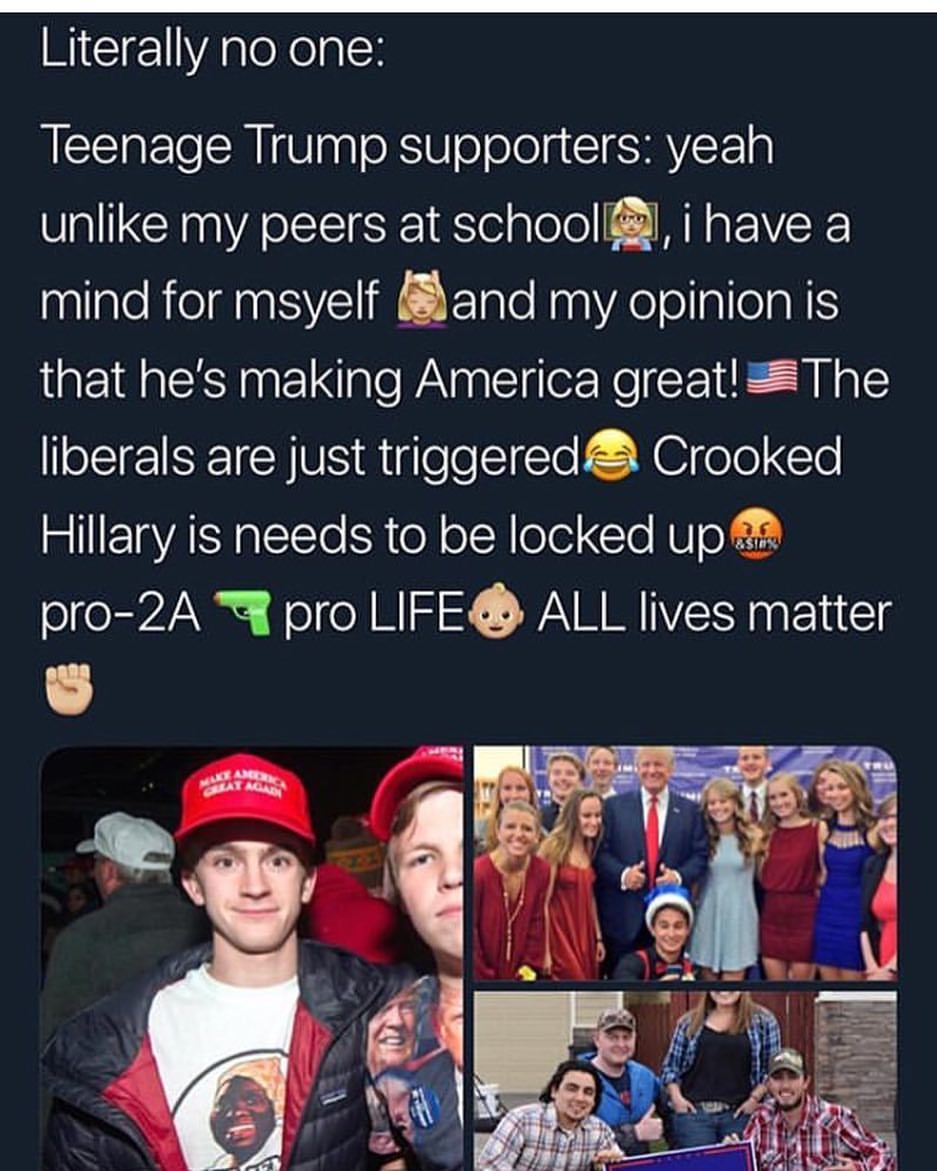 Literally no one:
Teenage Trump supporters: yeah
unlike my peers at school👩🏼‍🏫, i have a
mind for msyelf 💆🏼‍♀️and my opinion is
that he's making America great!🇺🇸The
liberals are just triggered😂 Crooked
Hillary is needs to be locked up🤬
pro-2A 🔫 pro LIFE👶🏼 ALL lives matter
✊🏼
MAKE AMERICA
GREAT AGAIN